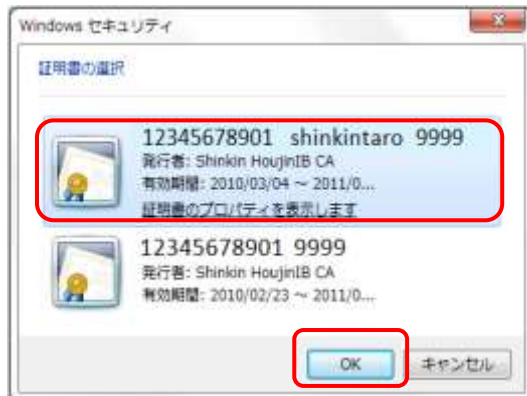 Windows セキュリティ
証明書の選択
12345678901 shinkintaro 9999
発行者: Shinkin HoujinIB CA
有効期間: 2010/03/04 ～ 2011/0...
証明書のプロパティを表示します
12345678901 9999
発行者: Shinkin HoujinIB CA
有効期間: 2010/02/23 ～ 2011/0...
OK
キャンセル